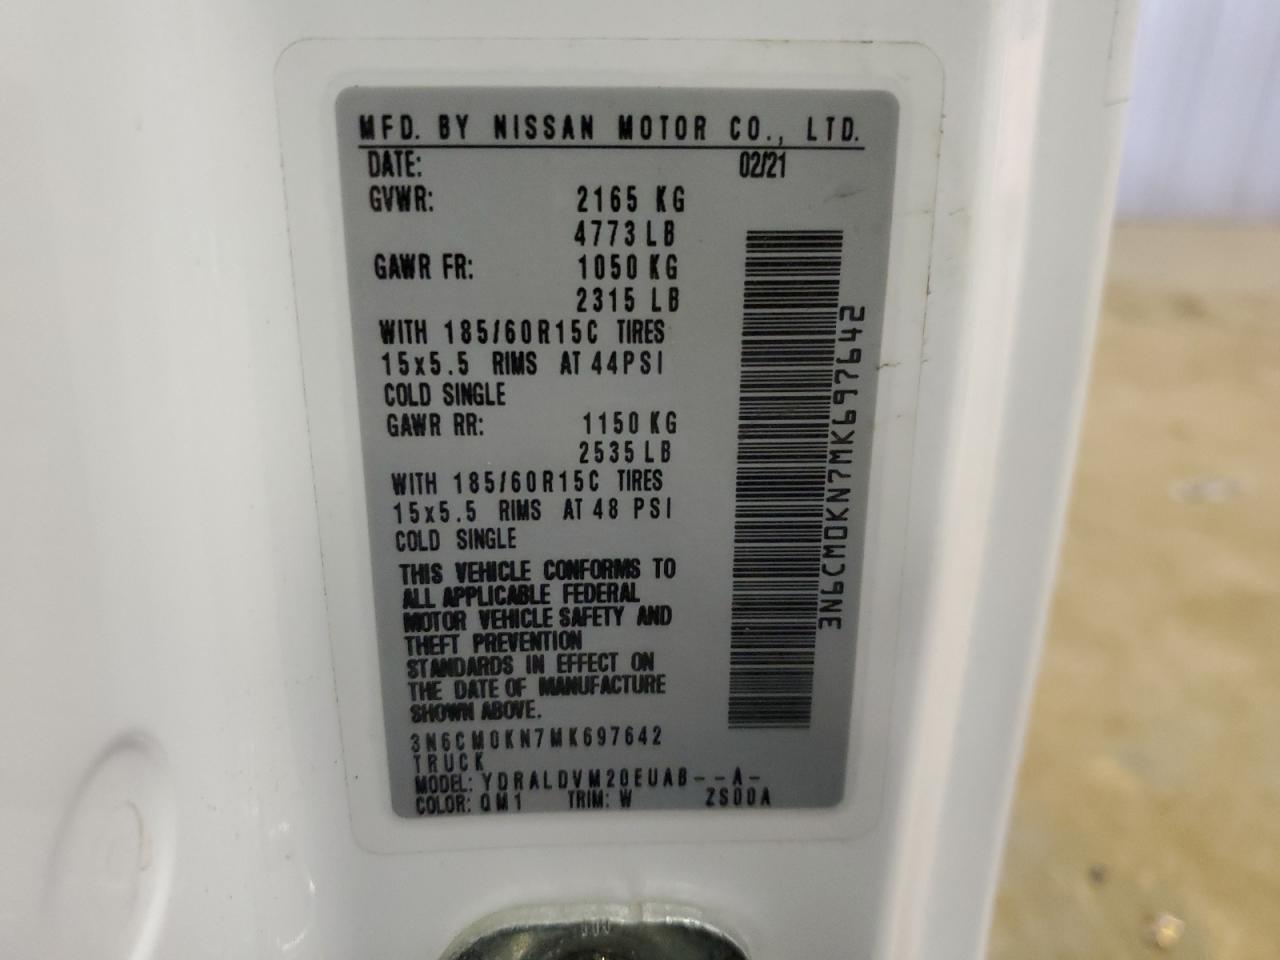 MFD. BY NISSAN MOTOR CO., LTD.
DATE: 02/21
GVWR: 2165 KG
4773 LB
GAWR FR: 1050 KG
2315 LB
WITH 185/60R15C TIRES
15x5.5 RIMS AT 44PSI
COLD SINGLE
GAWR RR: 1150 KG
2535 LB
WITH 185/60R15C TIRES
15x5.5 RIMS AT 48 PSI
COLD SINGLE
THIS VEHICLE CONFORMS TO
ALL APPLICABLE FEDERAL
MOTOR VEHICLE SAFETY AND
THEFT PREVENTION
STANDARDS IN EFFECT ON
THE DATE OF MANUFACTURE
SHOWN ABOVE.
3N6CM0KN7MK697642
TRUCK
MODEL: YDRALDVM20EUAB--A-
COLOR: QM1 TRIM: W ZS00A
3N6CM0KN7MK697642